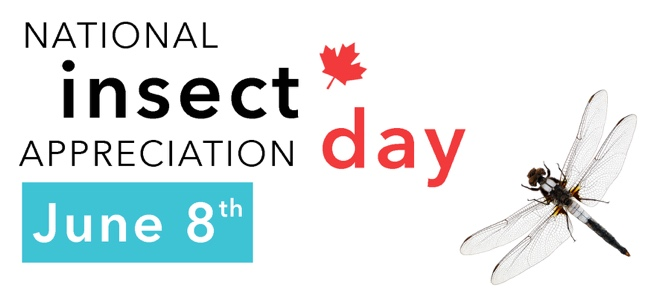 NATIONAL
insect
APPRECIATION
day
June 8th